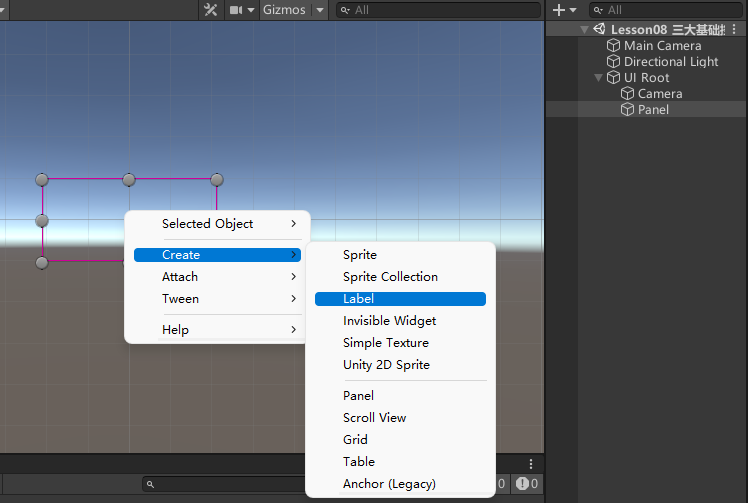 Gizmos
All
All
Lesson08 三大基础
Main Camera
Directional Light
UI Root
Camera
Panel
Selected Object
Create
Attach
Tween
Help
Sprite
Sprite Collection
Label
Invisible Widget
Simple Texture
Unity 2D Sprite
Panel
Scroll View
Grid
Table
Anchor (Legacy)
0
0